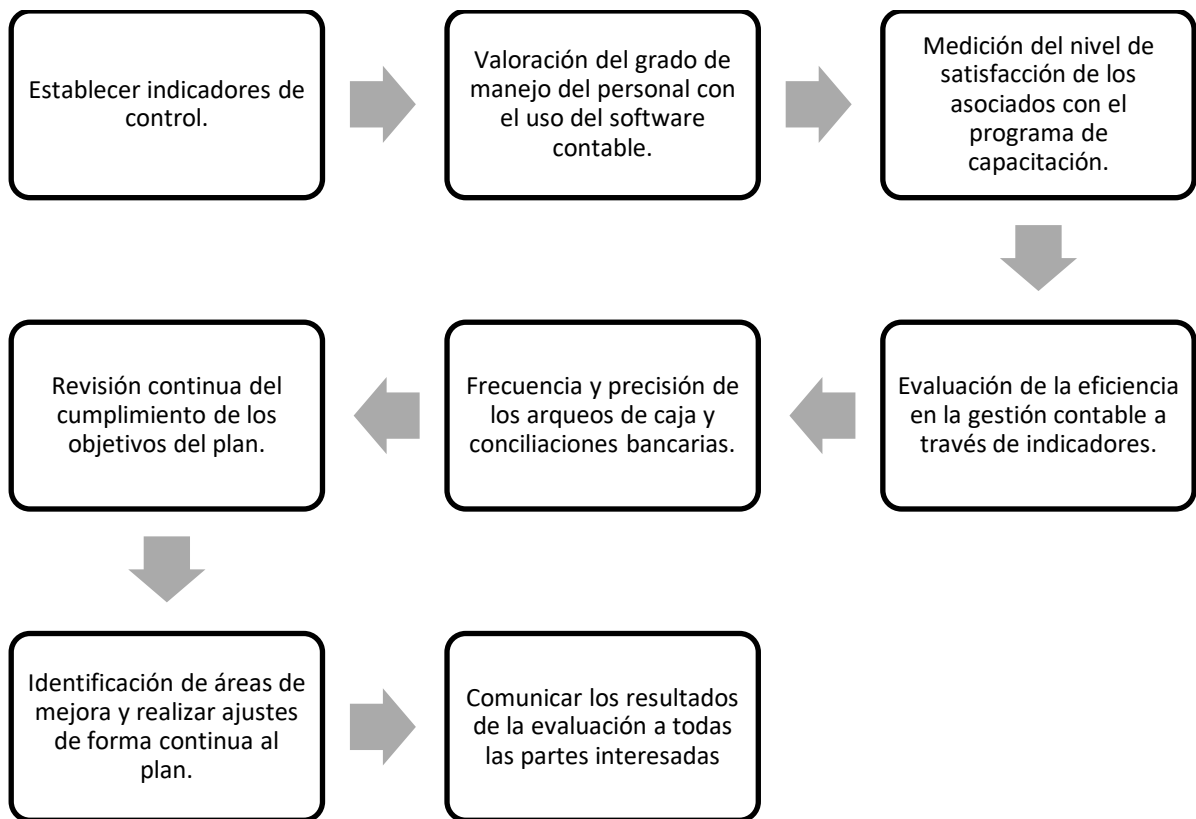 Establecer indicadores de
control.
Valoración del grado de
manejo del personal con
el uso del software
contable.
Medición del nivel de
satisfacción de los
asociados con el
programa de
capacitación.
Evaluación de la eficiencia
en la gestión contable a
través de indicadores.
Frecuencia y precisión de
los arqueos de caja y
conciliaciones bancarias.
Revisión continua del
cumplimiento de los
objetivos del plan.
Identificación de áreas de
mejora y realizar ajustes
de forma continua al
plan.
Comunicar los resultados
de la evaluación a todas
las partes interesadas